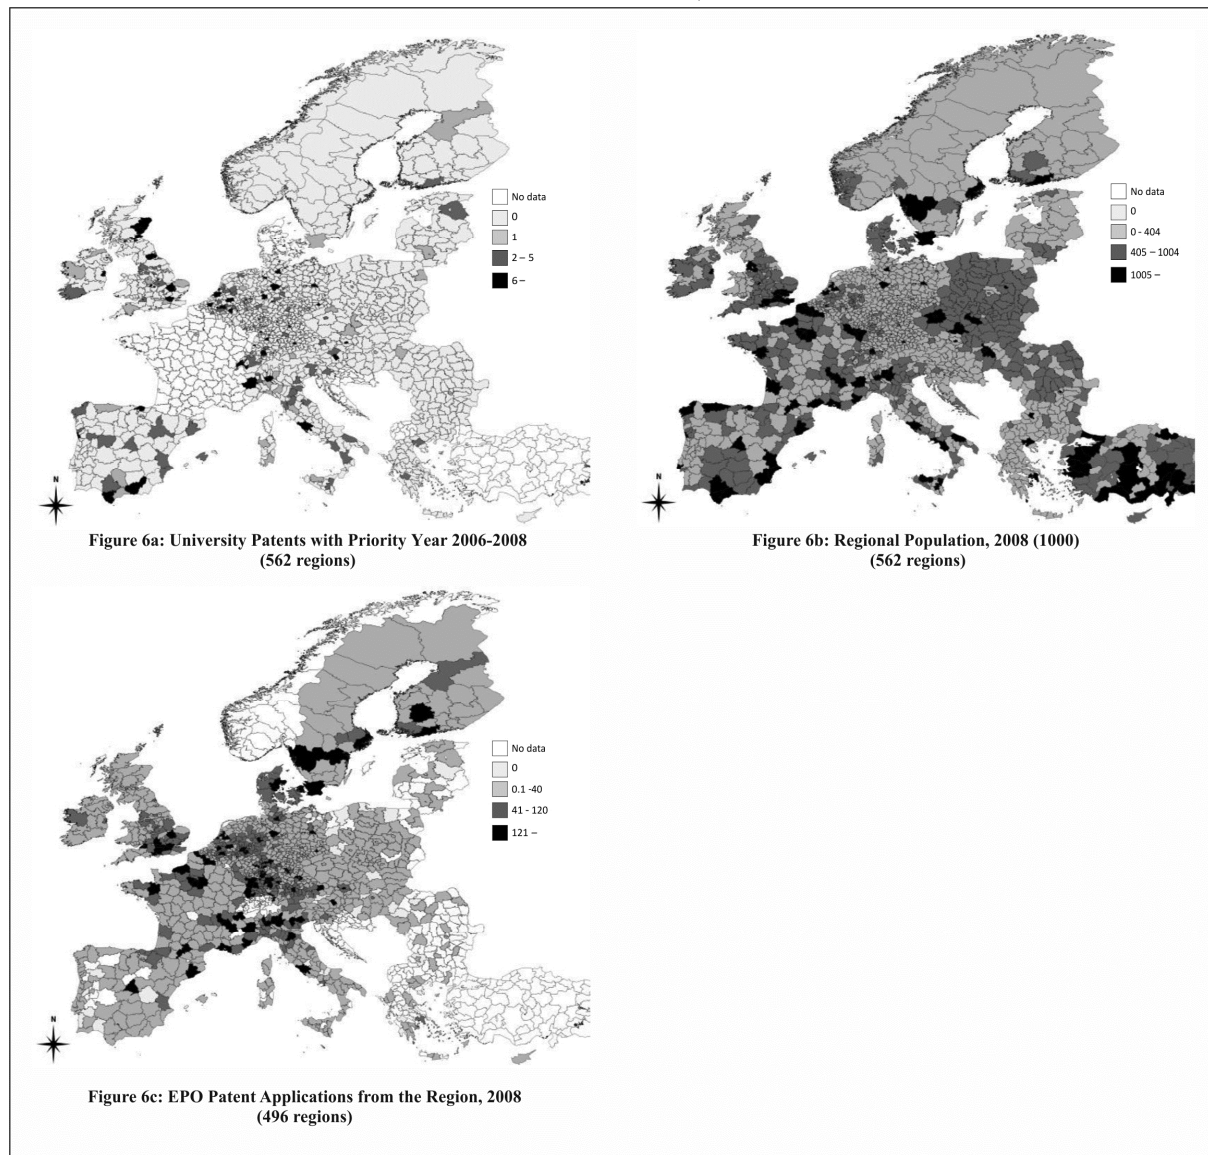 N
No data
0
1
2 – 5
6 –
Figure 6a: University Patents with Priority Year 2006-2008
(562 regions)
No data
0
0 - 404
405 – 1004
1005 –
N
Figure 6b: Regional Population, 2008 (1000)
(562 regions)
No data
0
0.1 -40
41 - 120
121 –
N
Figure 6c: EPO Patent Applications from the Region, 2008
(496 regions)